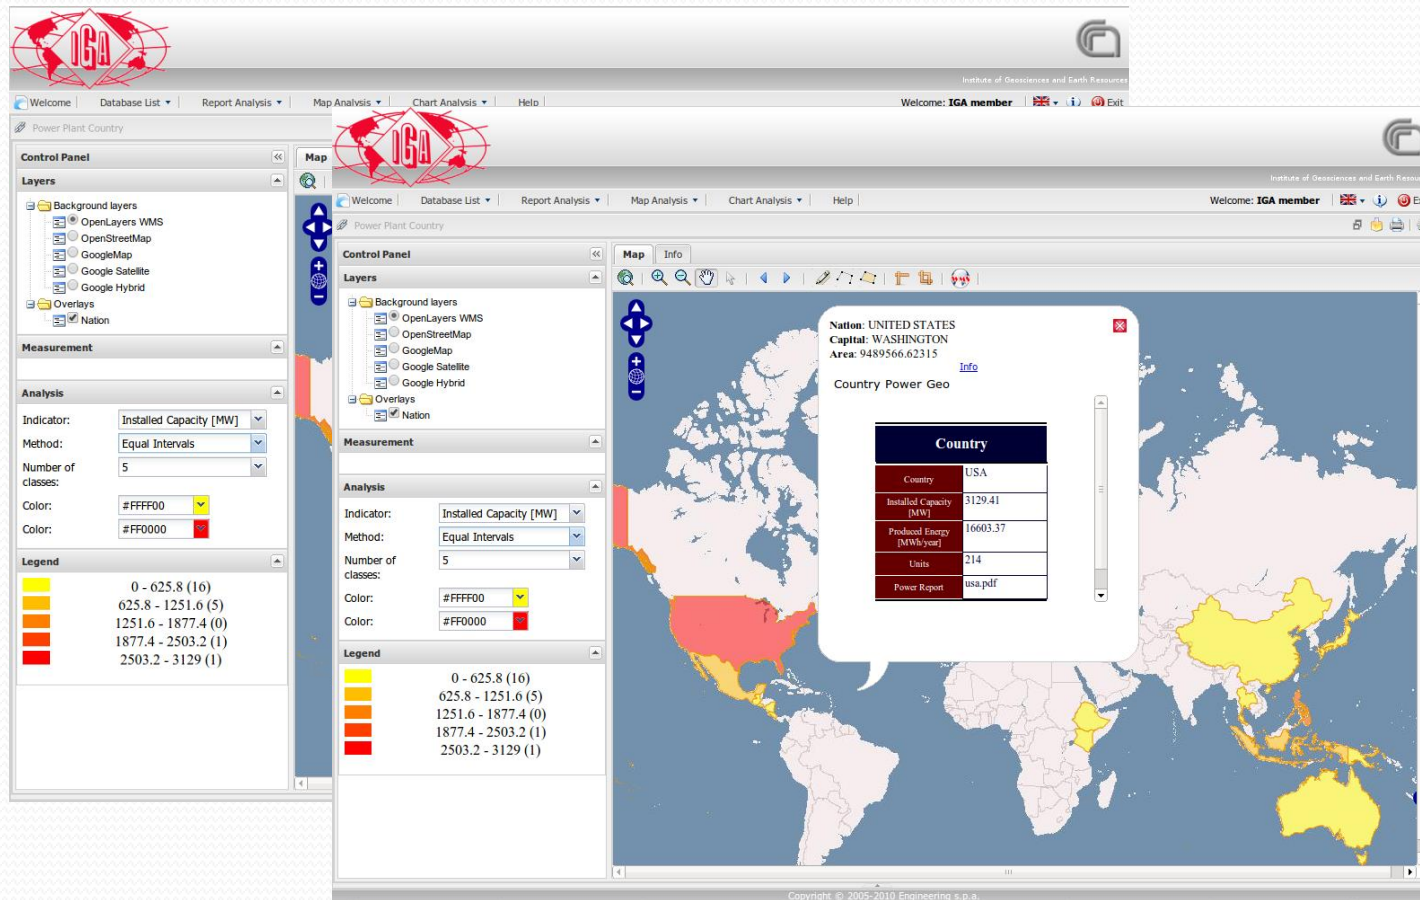 IGA
Institute of Geosciences and Earth Resources
Welcome Database List Report Analysis Map Analysis Chart Analysis Help Welcome: IGA member Exit
Power Plant Country
Control Panel
Map
Layers
Background layers
OpenLayers WMS
OpenStreetMap
GoogleMap
Google Satellite
Google Hybrid
Overlays
Nation
Measurement
Analysis
Indicator: Installed Capacity [MW]
Method: Equal Intervals
Number of classes: 5
Color: #FFFF00
Color: #FF0000
Legend
0 - 625.8 (16)
625.8 - 1251.6 (5)
1251.6 - 1877.4 (0)
1877.4 - 2503.2 (1)
2503.2 - 3129 (1)
IGA
Institute of Geosciences and Earth Resou
Welcome Database List Report Analysis Map Analysis Chart Analysis Help Welcome: IGA member E
Power Plant Country
Control Panel
Map Info
Layers
Background layers
OpenLayers WMS
OpenStreetMap
GoogleMap
Google Satellite
Google Hybrid
Overlays
Nation
Measurement
Analysis
Indicator: Installed Capacity [MW]
Method: Equal Intervals
Number of classes: 5
Color: #FFFF00
Color: #FF0000
Legend
0 - 625.8 (16)
625.8 - 1251.6 (5)
1251.6 - 1877.4 (0)
1877.4 - 2503.2 (1)
2503.2 - 3129 (1)
Nation: UNITED STATES
Capital: WASHINGTON
Area: 9489566.62315
Info
Country Power Geo
Country
Country USA
Installed Capacity [MW] 3129.41
Produced Energy [MWh/year] 16603.37
Units 214
Power Report usa.pdf
Copyright © 2005-2010 Engineering s.p.a.